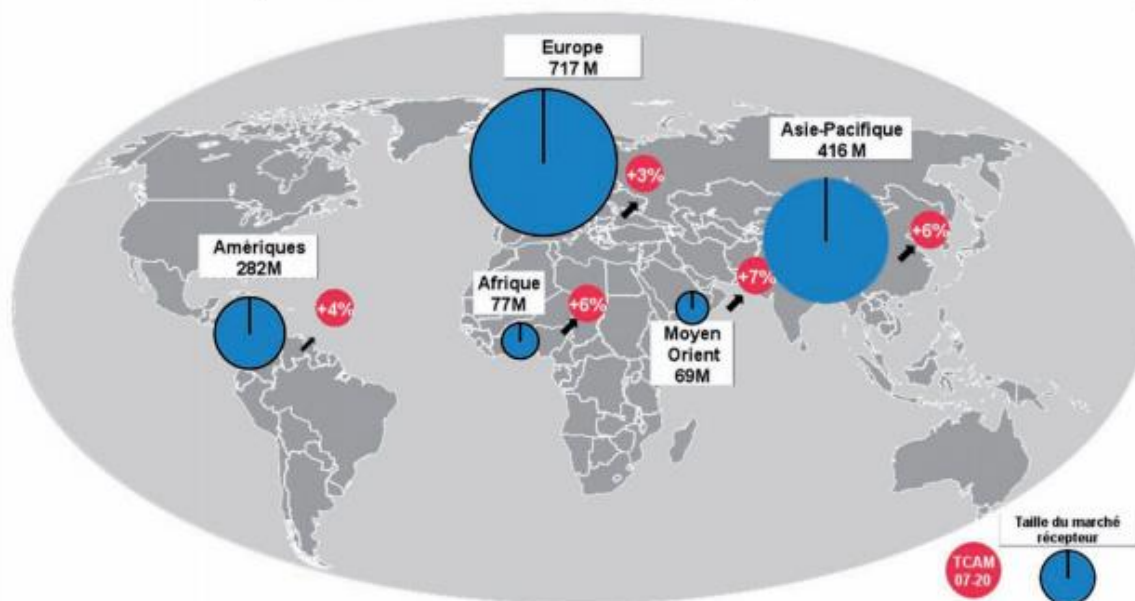 Europe
717 M
Asie-Pacifique
416 M
+3%
+6%
Amèriques
282M
+4%
Afrique
77M
+6%
+7%
Moyen
Orient
69M
Taille du marché
récepteur
TCAM
07-20